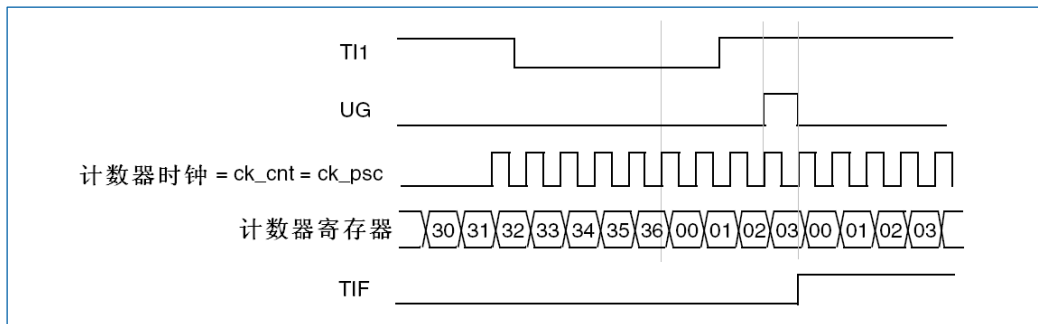 TI1
UG
计数器时钟 = ck_cnt = ck_psc
计数器寄存器 30 31 32 33 34 35 36 00 01 02 03 00 01 02 03
TIF